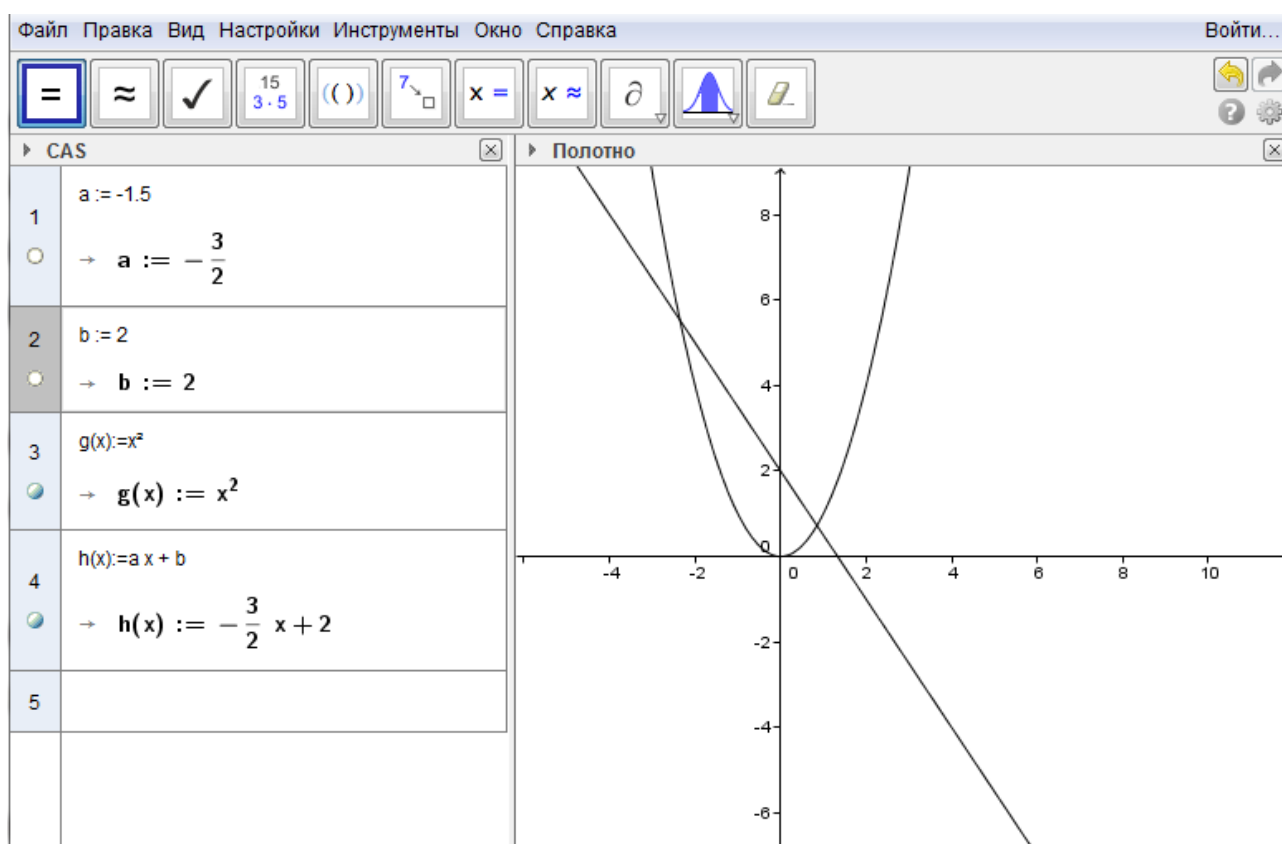 Файл Правка Вид Настройки Инструменты Окно Справка Войти...
= ≈ ✓ 15 3·5 (( )) 7 x = x ≈ ∂
CAS
Полотно
1
a := -1.5
→ a := -3/2
2
b := 2
→ b := 2
3
g(x):=x²
→ g(x) := x²
4
h(x):=a x + b
→ h(x) := -3/2 x + 2
5
8
6
4
2
0
-4 -2 0 2 4 6 8 10
-2
-4
-6